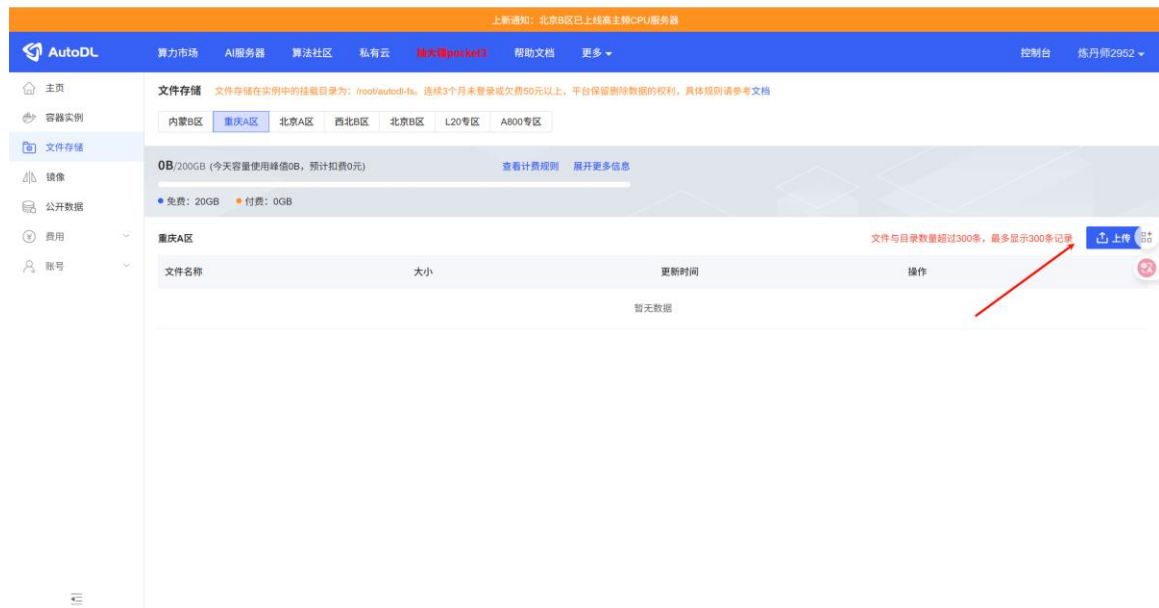 上新通知：北京B区已上线高主频CPU服务器
AutoDL 算力市场 AI服务器 算法社区 私有云 抽大疆pocket3 帮助文档 更多 控制台 炼丹师2952
主页
容器实例
文件存储
镜像
公开数据
费用
账号
文件存储 文件存储在实例中的挂载目录为：/root/autodl-fs。连续3个月未登录或欠费50元以上，平台保留删除数据的权利，具体规则请参考文档
内蒙B区 重庆A区 北京A区 西北B区 北京B区 L20专区 A800专区
0B/200GB (今天容量使用峰值0B，预计扣费0元) 查看计费规则 展开更多信息
免费：20GB 付费：0GB
重庆A区 文件与目录数量超过300条，最多显示300条记录 上传
文件名称 大小 更新时间 操作
暂无数据